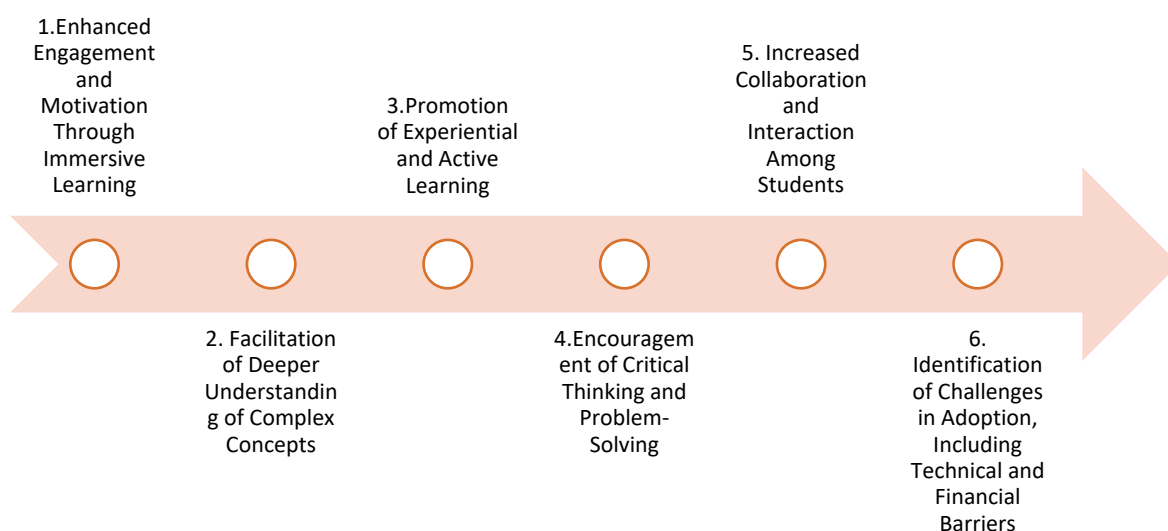 1.Enhanced
Engagement
and
Motivation
Through
Immersive
Learning
2. Facilitation
of Deeper
Understandin
g of Complex
Concepts
3.Promotion
of Experiential
and Active
Learning
4.Encouragem
ent of Critical
Thinking and
Problem-
Solving
5. Increased
Collaboration
and
Interaction
Among
Students
6.
Identification
of Challenges
in Adoption,
Including
Technical and
Financial
Barriers